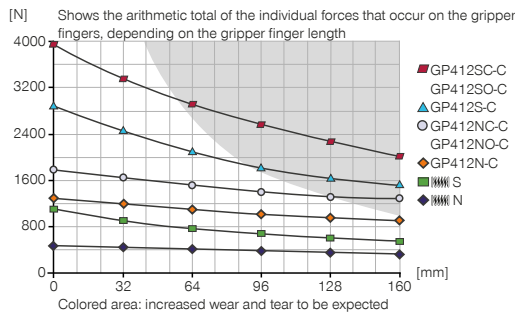 [N] Shows the arithmetic total of the individual forces that occur on the gripper
fingers, depending on the gripper finger length
4000
3200
2400
1600
800
0
0 32 64 96 128 160 [mm]
GP412SC-C
GP412SO-C
GP412S-C
GP412NC-C
GP412NO-C
GP412N-C
S
N
Colored area: increased wear and tear to be expected